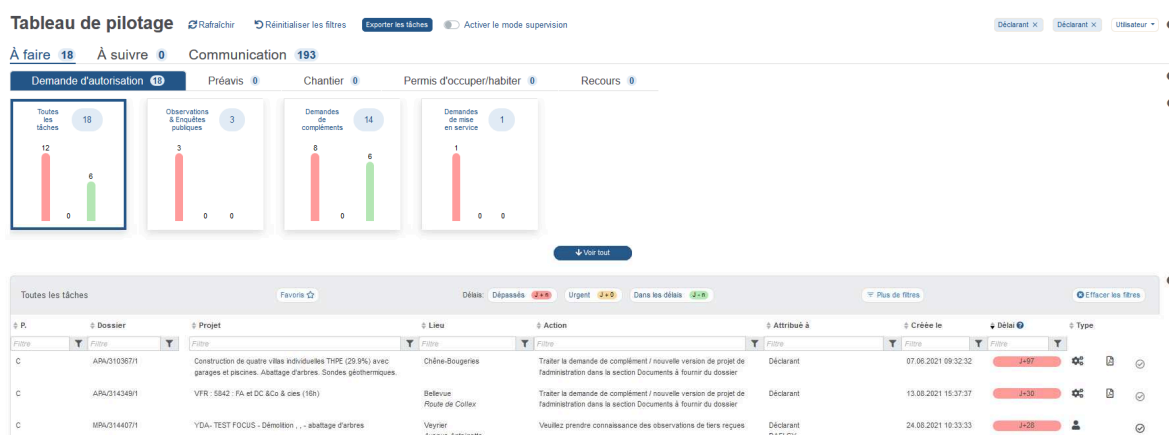 Tableau de pilotage Rafraîchir Réinitialiser les filtres Exporter les tâches Activer le mode supervision Déclarant × Déclarant × Utilisateur
À faire 18 À suivre 0 Communication 193
Demande d'autorisation 18 Préavis 0 Chantier 0 Permis d'occuper/habiter 0 Recours 0
Toutes les tâches 18
12 0 6
Observations & Enquêtes publiques 3
3 0 0
Demandes de compléments 14
8 0 6
Demandes de mise en service 1
1 0 0
Voir tout
Toutes les tâches Favoris Délais: Dépassés J+n Urgent J+0 Dans les délais J-n Plus de filtres Effacer les filtres
P. Dossier Projet Lieu Action Attribué à Créée le Délai Type
Filtre Filtre Filtre Filtre Filtre Filtre Filtre Filtre
C APA/310367/1 Construction de quatre villas individuelles THPE (29.9%) avec Chêne-Bougeries Traiter la demande de complément / nouvelle version de projet de Déclarant 07.06.2021 09:32:32 J+97
garages et piscines. Abattage d'arbres. Sondes géothermiques. l'administration dans la section Documents à fournir du dossier
C APA/314349/1 VFR : 5842 : FA et DC &Co & cies (16h) Bellevue Traiter la demande de complément / nouvelle version de projet de Déclarant 13.08.2021 15:37:37 J+30
Route de Collex l'administration dans la section Documents à fournir du dossier
C MPA/314407/1 YDA- TEST FOCUS - Démolition , , - abattage d'arbres Veyrier Veuillez prendre connaissance des observations de tiers reçues Déclarant 24.08.2021 10:33:33 J+28